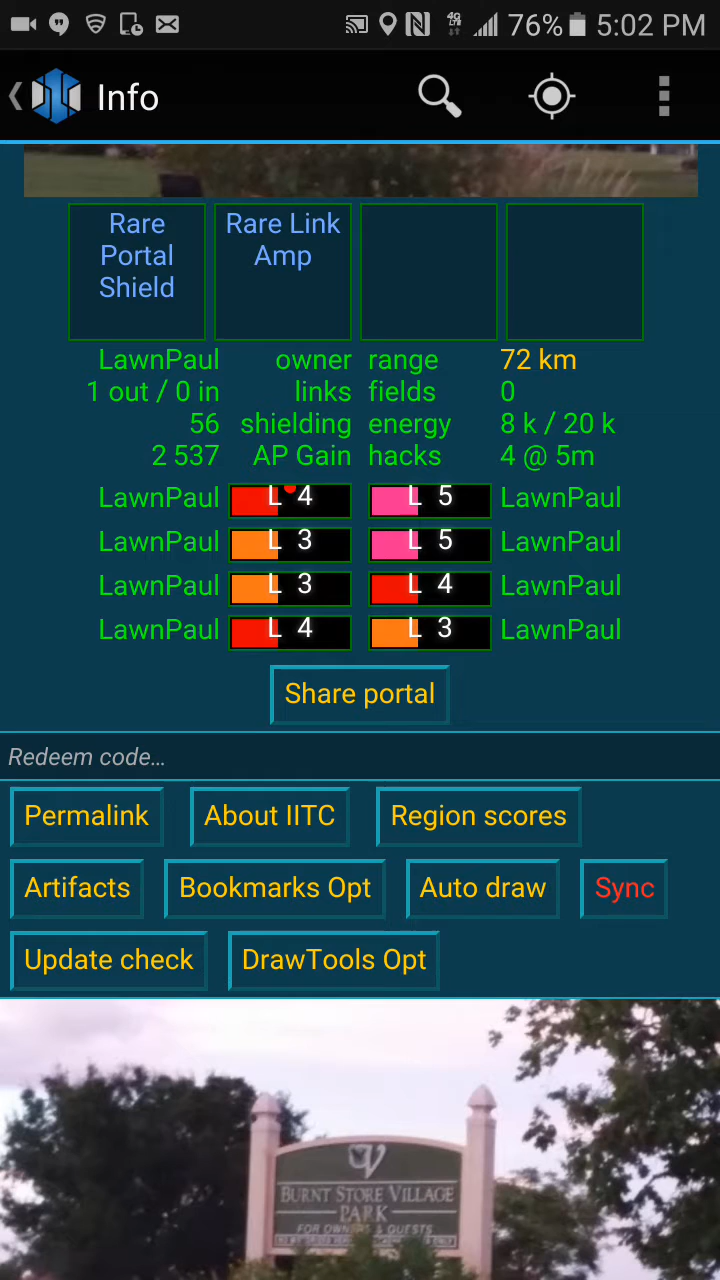 4G LTE 76% 5:02 PM
Info
Rare Portal Shield
Rare Link Amp
LawnPaul owner range 72 km
1 out / 0 in links fields 0
56 shielding energy 8 k / 20 k
2 537 AP Gain hacks 4 @ 5m
LawnPaul L 4 L 5 LawnPaul
LawnPaul L 3 L 5 LawnPaul
LawnPaul L 3 L 4 LawnPaul
LawnPaul L 4 L 3 LawnPaul
Share portal
Redeem code...
Permalink About IITC Region scores
Artifacts Bookmarks Opt Auto draw Sync
Update check DrawTools Opt
BURNT STORE VILLAGE
PARK
FOR OWNERS & GUESTS